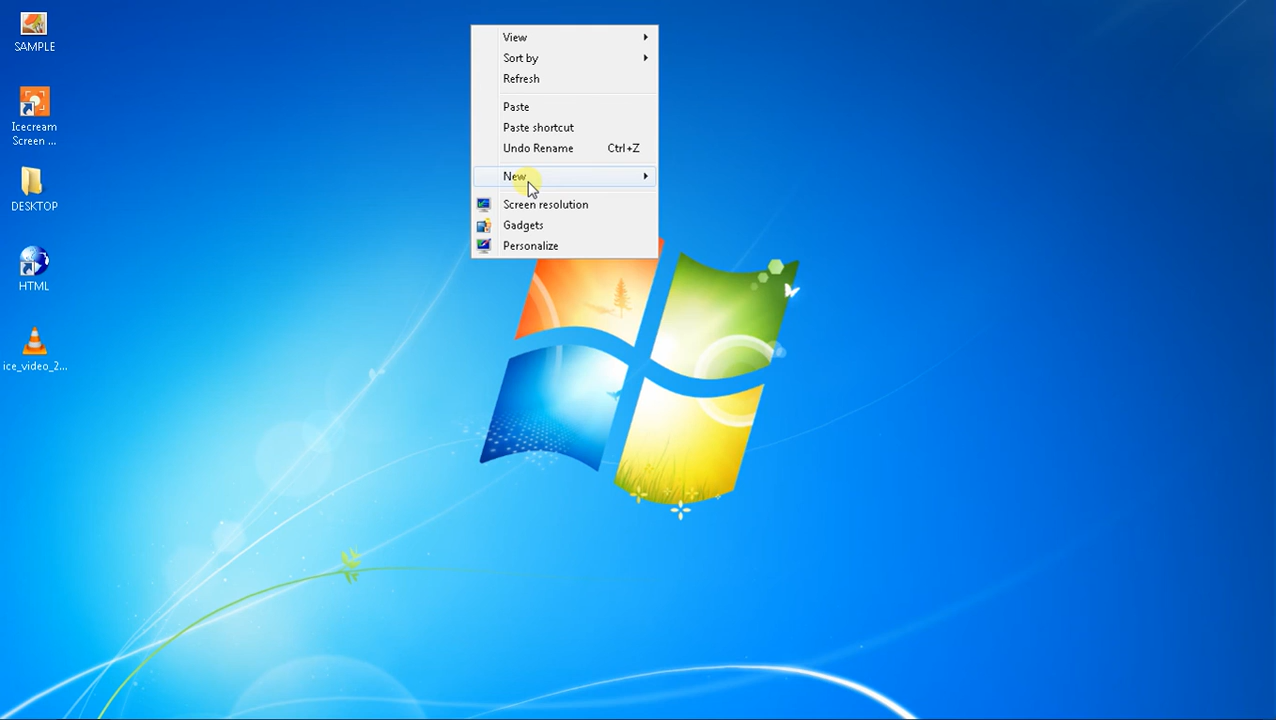 SAMPLE
Icecream
Screen ...
DESKTOP
HTML
ice_video_2...
View
Sort by
Refresh
Paste
Paste shortcut
Undo Rename Ctrl+Z
New
Screen resolution
Gadgets
Personalize